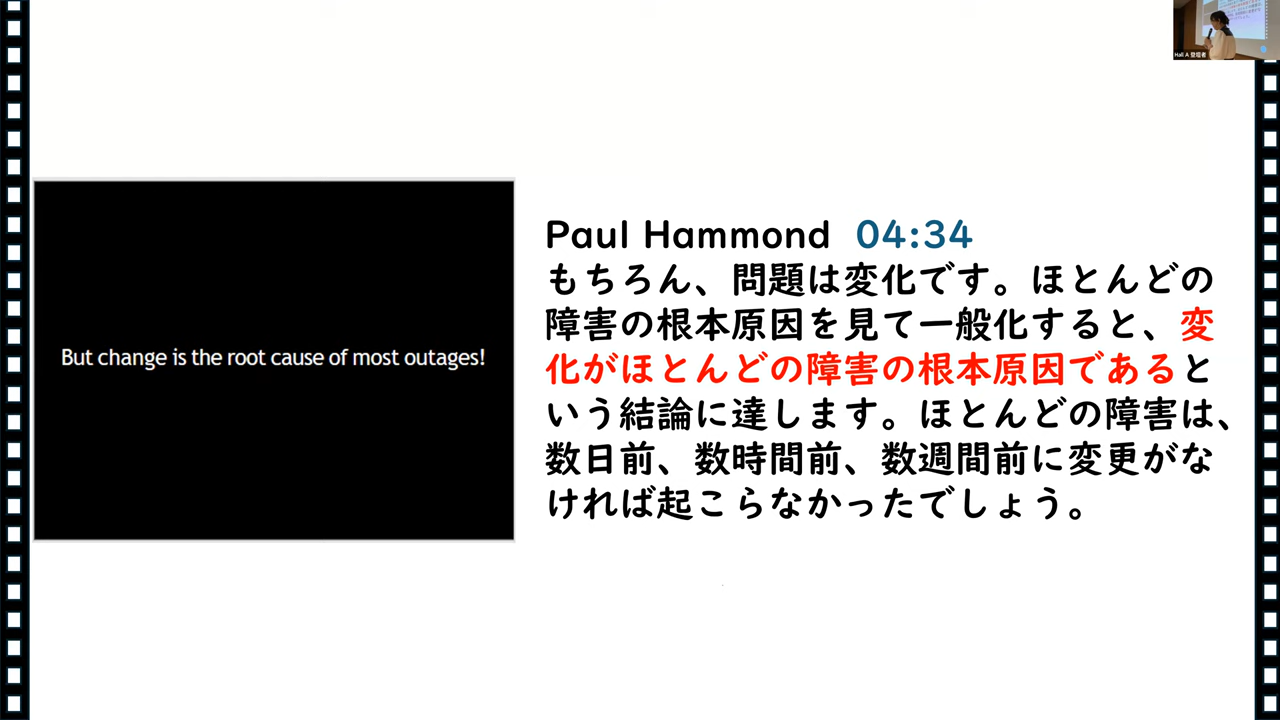 Hall A 登壇者
But change is the root cause of most outages!
Paul Hammond 04:34
もちろん、問題は変化です。ほとんどの
障害の根本原因を見て一般化すると、変
化がほとんどの障害の根本原因であると
いう結論に達します。ほとんどの障害は、
数日前、数時間前、数週間前に変更がな
ければ起こらなかったでしょう。